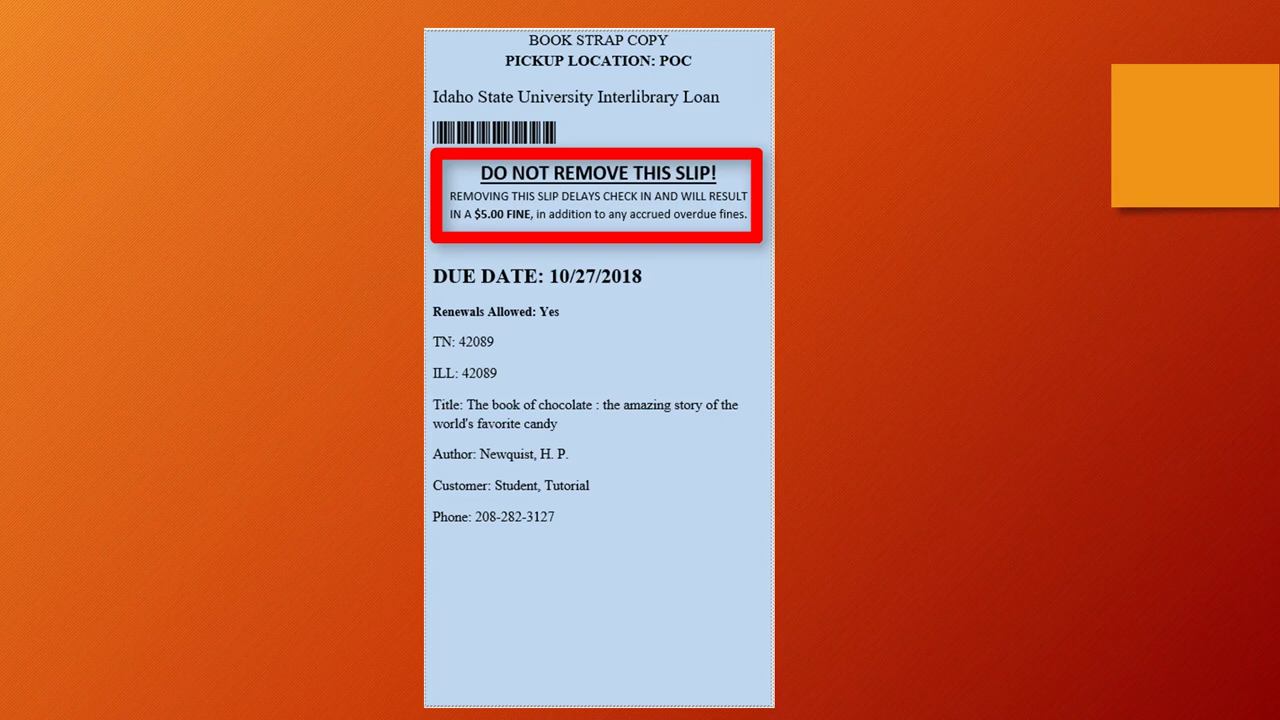 BOOK STRAP COPY
PICKUP LOCATION: POC
Idaho State University Interlibrary Loan
DO NOT REMOVE THIS SLIP!
REMOVING THIS SLIP DELAYS CHECK IN AND WILL RESULT
IN A $5.00 FINE, in addition to any accrued overdue fines.
DUE DATE: 10/27/2018
Renewals Allowed: Yes
TN: 42089
ILL: 42089
Title: The book of chocolate : the amazing story of the
world's favorite candy
Author: Newquist, H. P.
Customer: Student, Tutorial
Phone: 208-282-3127